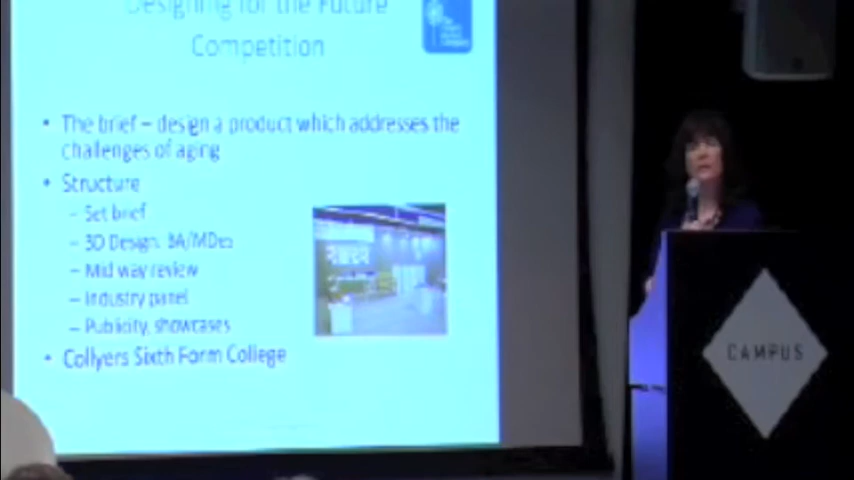 Designing for the Future
Competition
• The brief – design a product which addresses the
challenges of aging
• Structure
– Set brief
– 3D Design, BA/MDes
– Mid way review
– Industry panel
– Publicity, showcases
• Collyers Sixth Form College
CAMPUS